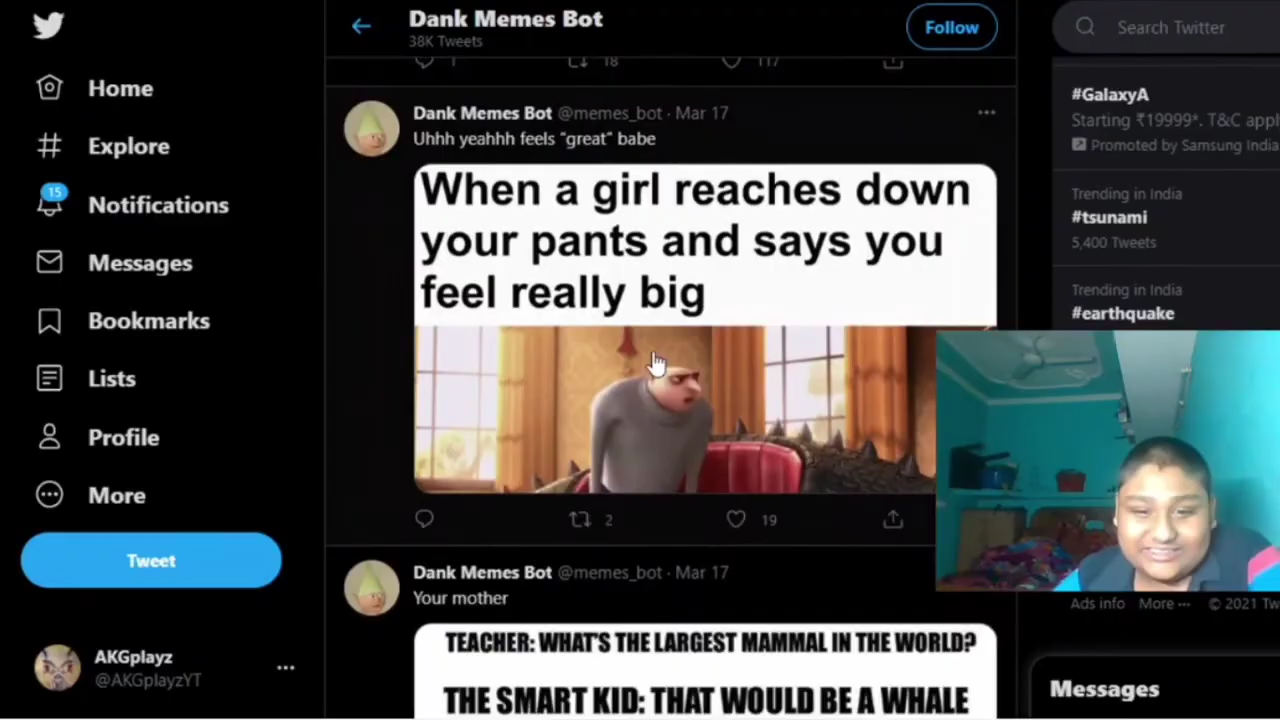 Home
Explore
15
Notifications
Messages
Bookmarks
Lists
Profile
More
Tweet
AKGplayz
@AKGplayzYT
Dank Memes Bot
38K Tweets
Follow
1
18
117
Dank Memes Bot @memes_bot · Mar 17
Uhhh yeahhh feels "great" babe
When a girl reaches down
your pants and says you
feel really big
2
19
Dank Memes Bot @memes_bot · Mar 17
Your mother
TEACHER: WHAT'S THE LARGEST MAMMAL IN THE WORLD?
THE SMART KID: THAT WOULD BE A WHALE
Search Twitter
#GalaxyA
Starting ₹19999*. T&C appl
Promoted by Samsung India
Trending in India
#tsunami
5,400 Tweets
Trending in India
#earthquake
Ads info More ··· © 2021 Tw
Messages